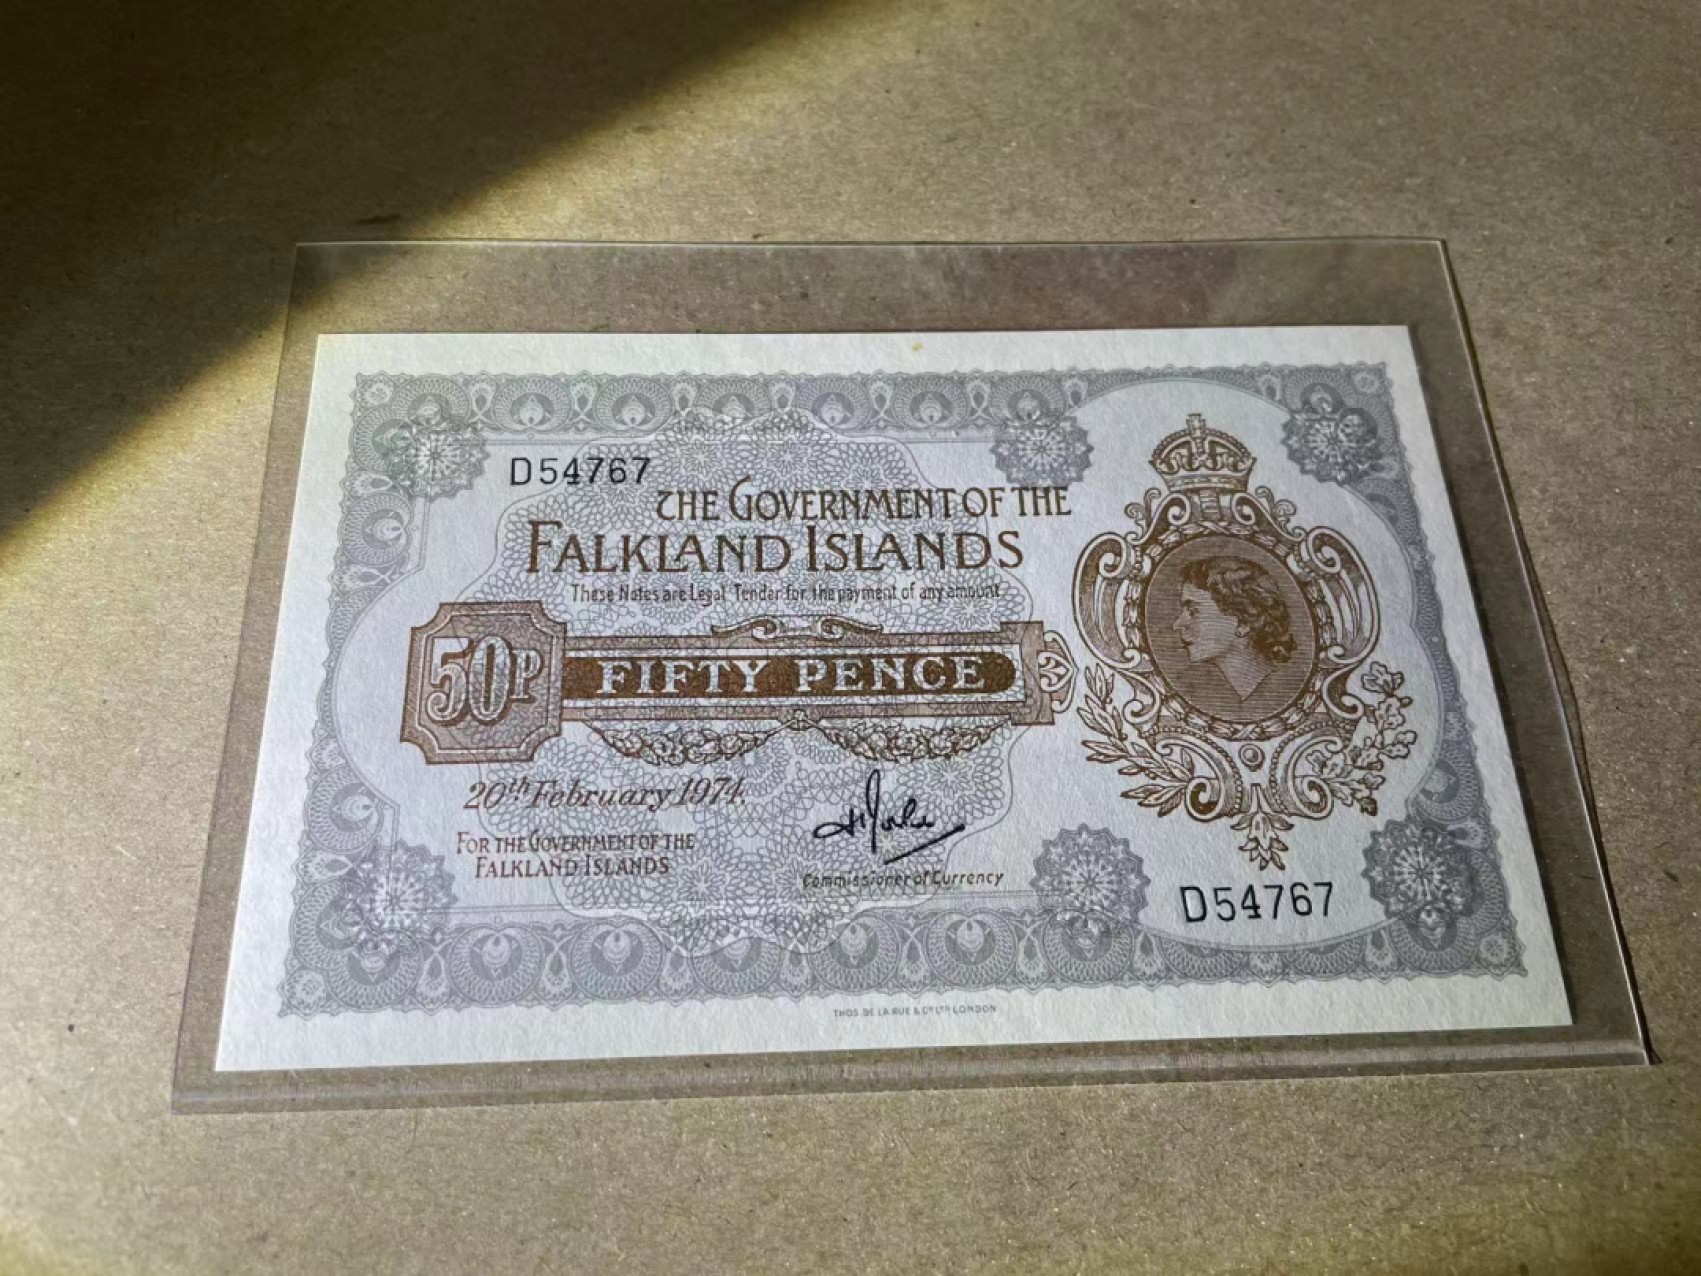 D54767
THE GOVERNMENT OF THE
FALKLAND ISLANDS
These Notes are Legal Tender for the payment of any amount
50P
FIFTY PENCE
20th February 1974.
FOR THE GOVERNMENT OF THE
FALKLAND ISLANDS
Commissioner of Currency
D54767
THOS. DE LA RUE & Co. LTD. LONDON